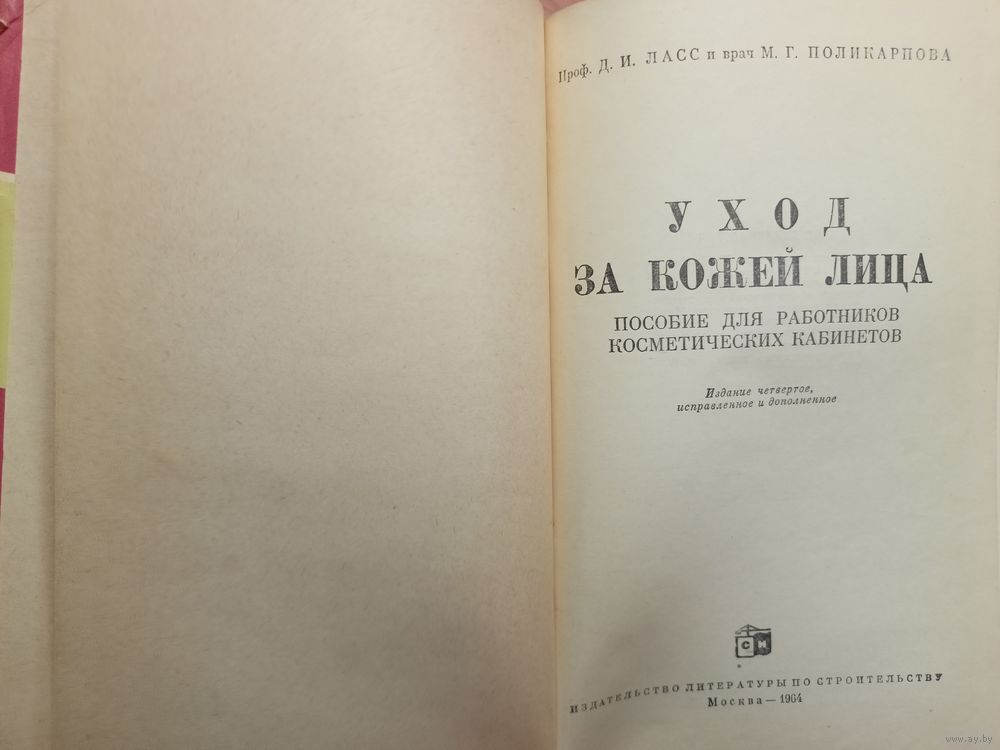 Проф. Д. И. ЛАСС и врач М. Г. ПОЛИКАРПОВА
УХОД
ЗА КОЖЕЙ ЛИЦА
ПОСОБИЕ ДЛЯ РАБОТНИКОВ
КОСМЕТИЧЕСКИХ КАБИНЕТОВ
Издание четвертое,
исправленное и дополненное
С И
ИЗДАТЕЛЬСТВО ЛИТЕРАТУРЫ ПО СТРОИТЕЛЬСТВУ
Москва — 1964
www.ay.by